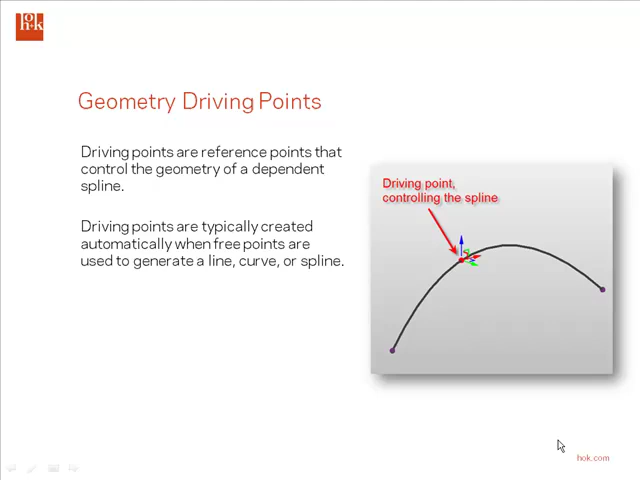 hok
Geometry Driving Points
Driving points are reference points that
control the geometry of a dependent
spline.
Driving points are typically created
automatically when free points are
used to generate a line, curve, or spline.
Driving point,
controlling the spline
hok.com